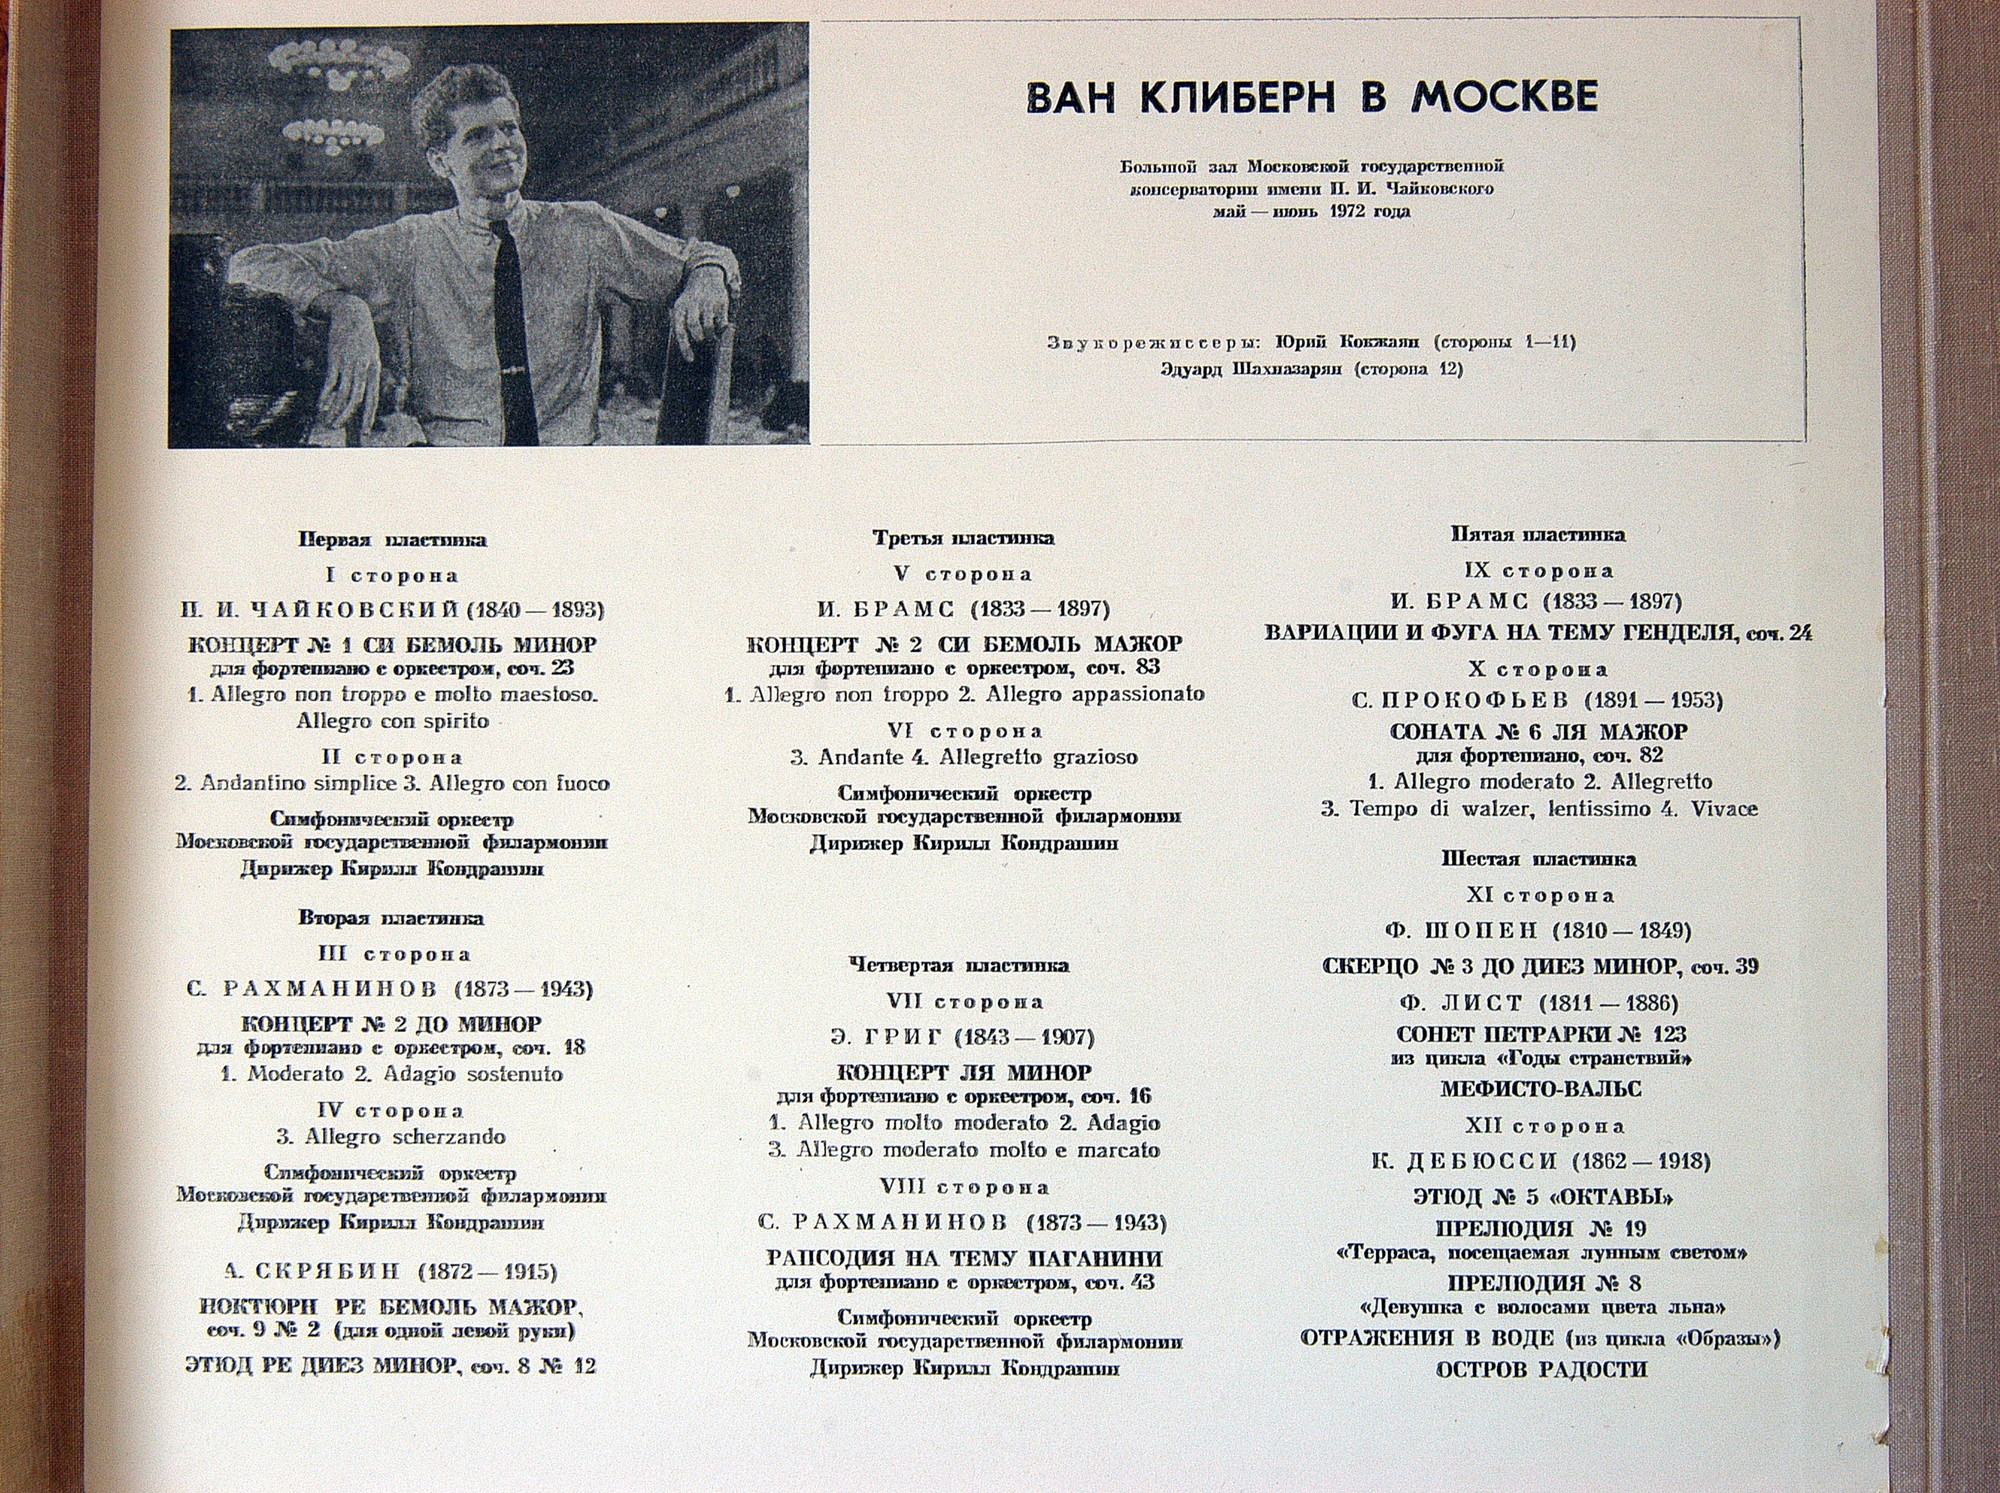 ВАН КЛИБЕРН В МОСКВЕ
Большой зал Московской государственной
консерватории имени П. И. Чайковского
май — июнь 1972 года
Звукорежиссеры: Юрий Кокжаян (стороны 1—11)
Эдуард Шахназарян (сторона 12)
Первая пластинка
I сторона
П. И. ЧАЙКОВСКИЙ (1840 — 1893)
КОНЦЕРТ № 1 СИ БЕМОЛЬ МИНОР
для фортепиано с оркестром, соч. 23
1. Allegro non troppo e molto maestoso.
Allegro con spirito
II сторона
2. Andantino simplice 3. Allegro con fuoco
Симфонический оркестр
Московской государственной филармонии
Дирижер Кирилл Кондрашин
Вторая пластинка
III сторона
С. РАХМАНИНОВ (1873 — 1943)
КОНЦЕРТ № 2 ДО МИНОР
для фортепиано с оркестром, соч. 18
1. Moderato 2. Adagio sostenuto
IV сторона
3. Allegro scherzando
Симфонический оркестр
Московской государственной филармонии
Дирижер Кирилл Кондрашин
А. СКРЯБИН (1872 — 1915)
НОКТЮРН РЕ БЕМОЛЬ МАЖОР,
соч. 9 № 2 (для одной левой руки)
ЭТЮД РЕ ДИЕЗ МИНОР, соч. 8 № 12
Третья пластинка
V сторона
И. БРАМС (1833 — 1897)
КОНЦЕРТ № 2 СИ БЕМОЛЬ МАЖОР
для фортепиано с оркестром, соч. 83
1. Allegro non troppo 2. Allegro appassionato
VI сторона
3. Andante 4. Allegretto grazioso
Симфонический оркестр
Московской государственной филармонии
Дирижер Кирилл Кондрашин
Четвертая пластинка
VII сторона
Э. ГРИГ (1843 — 1907)
КОНЦЕРТ ЛЯ МИНОР
для фортепиано с оркестром, соч. 16
1. Allegro molto moderato 2. Adagio
3. Allegro moderato molto e marcato
VIII сторона
С. РАХМАНИНОВ (1873 — 1943)
РАПСОДИЯ НА ТЕМУ ПАГАНИНИ
для фортепиано с оркестром, соч. 43
Симфонический оркестр
Московской государственной филармонии
Дирижер Кирилл Кондрашин
Пятая пластинка
IX сторона
И. БРАМС (1833 — 1897)
ВАРИАЦИИ И ФУГА НА ТЕМУ ГЕНДЕЛЯ, соч. 24
X сторона
С. ПРОКОФЬЕВ (1891 — 1953)
СОНАТА № 6 ЛЯ МАЖОР
для фортепиано, соч. 82
1. Allegro moderato 2. Allegretto
3. Tempo di walzer, lentissimo 4. Vivace
Шестая пластинка
XI сторона
Ф. ШОПЕН (1810 — 1849)
СКЕРЦО № 3 ДО ДИЕЗ МИНОР, соч. 39
Ф. ЛИСТ (1811 — 1886)
СОНЕТ ПЕТРАРКИ № 123
из цикла «Годы странствий»
МЕФИСТО-ВАЛЬС
XII сторона
К. ДЕБЮССИ (1862 — 1918)
ЭТЮД № 5 «ОКТАВЫ»
ПРЕЛЮДИЯ № 19
«Терраса, посещаемая лунным светом»
ПРЕЛЮДИЯ № 8
«Девушка с волосами цвета льна»
ОТРАЖЕНИЯ В ВОДЕ (из цикла «Образы»)
ОСТРОВ РАДОСТИ